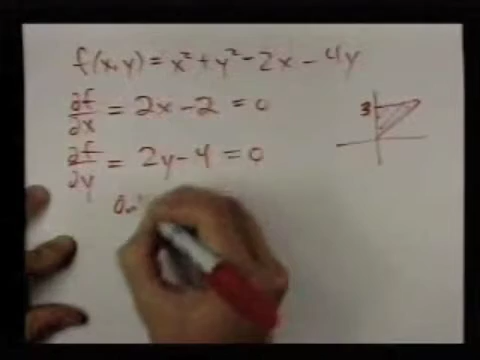 f(x,y) = x² + y² - 2x - 4y
∂f/∂x = 2x - 2 = 0
3
∂f/∂y = 2y - 4 = 0